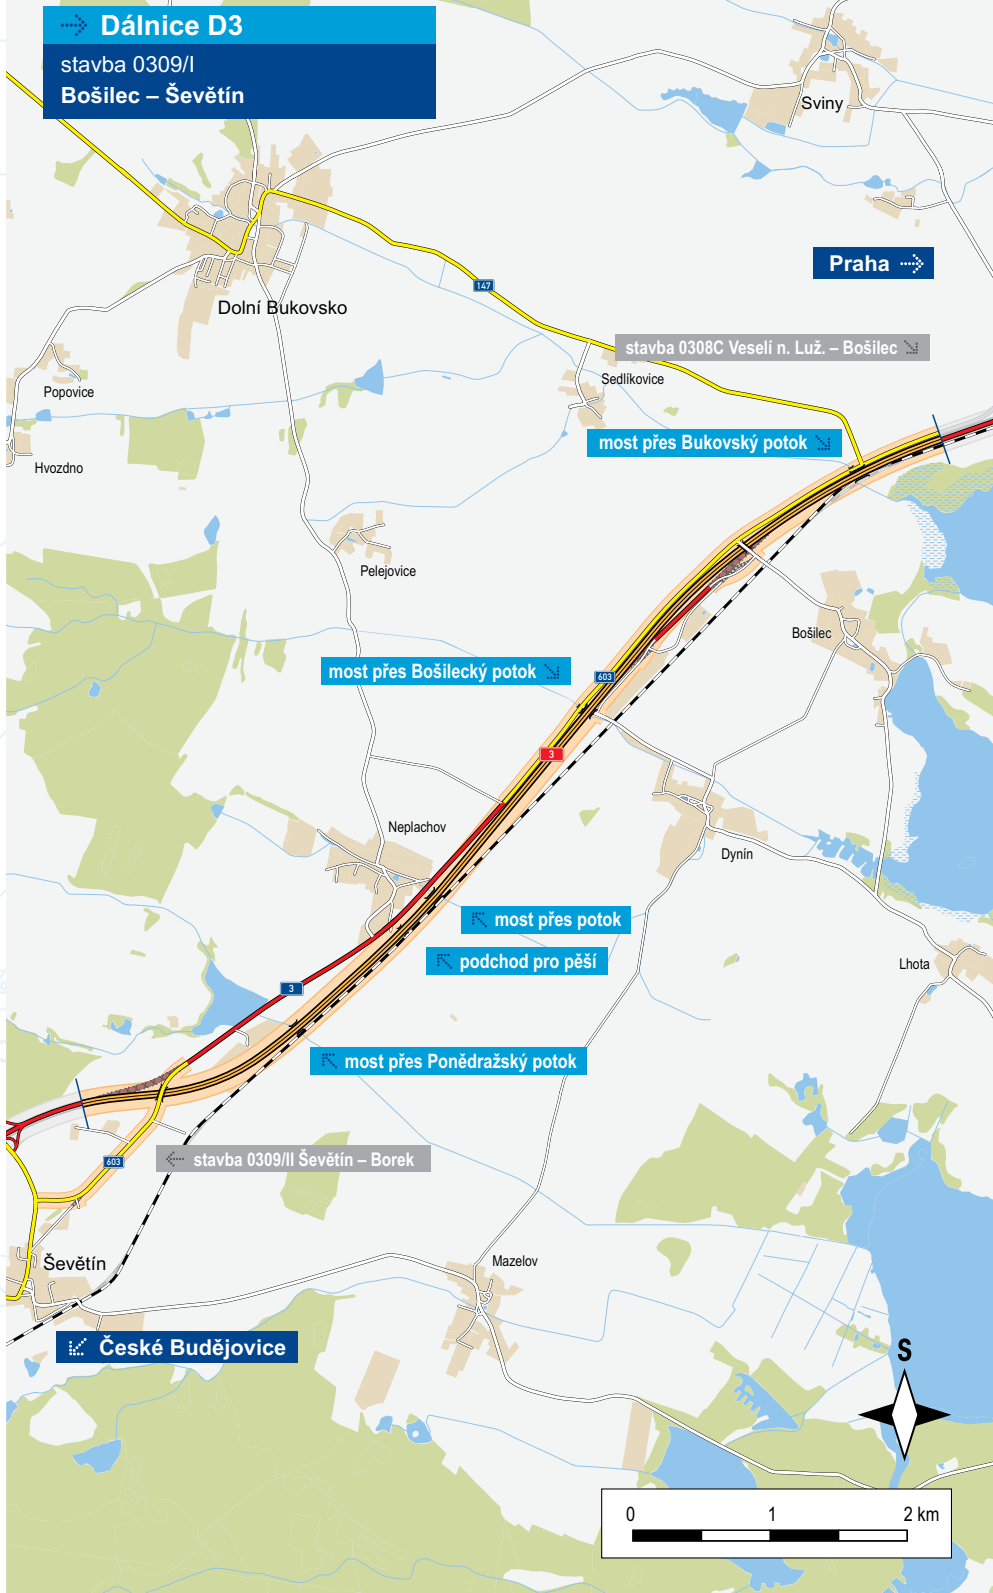 Dálnice D3
stavba 0309/I
Bošilec – Ševětín
Sviny
Praha
Dolní Bukovsko
147
stavba 0308C Veselí n. Luž. – Bošilec
Sedlíkovice
Popovice
most přes Bukovský potok
Hvozdno
Pelejovice
Bošilec
most přes Bošilecký potok
603
3
Neplachov
Dynín
most přes potok
podchod pro pěší
Lhota
3
most přes Ponědražský potok
603
stavba 0309/II Ševětín – Borek
Ševětín
Mazelov
České Budějovice
S
0 1 2 km